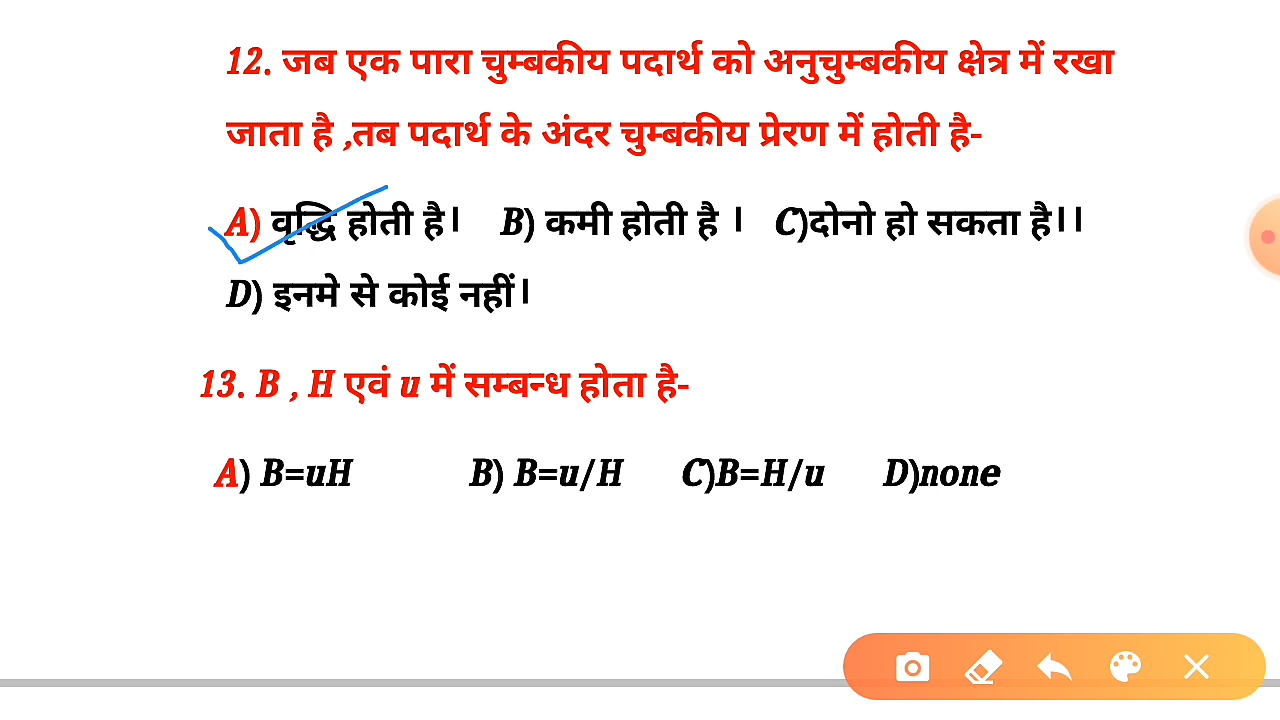 12. जब एक पारा चुम्बकीय पदार्थ को अनुचुम्बकीय क्षेत्र में रखा
जाता है ,तब पदार्थ के अंदर चुम्बकीय प्रेरण में होती है-
A) वृद्धि होती है। B) कमी होती है । C)दोनो हो सकता है।।
D) इनमे से कोई नहीं।
13. B , H एवं u में सम्बन्ध होता है-
A) B=uH B) B=u/H C)B=H/u D)none